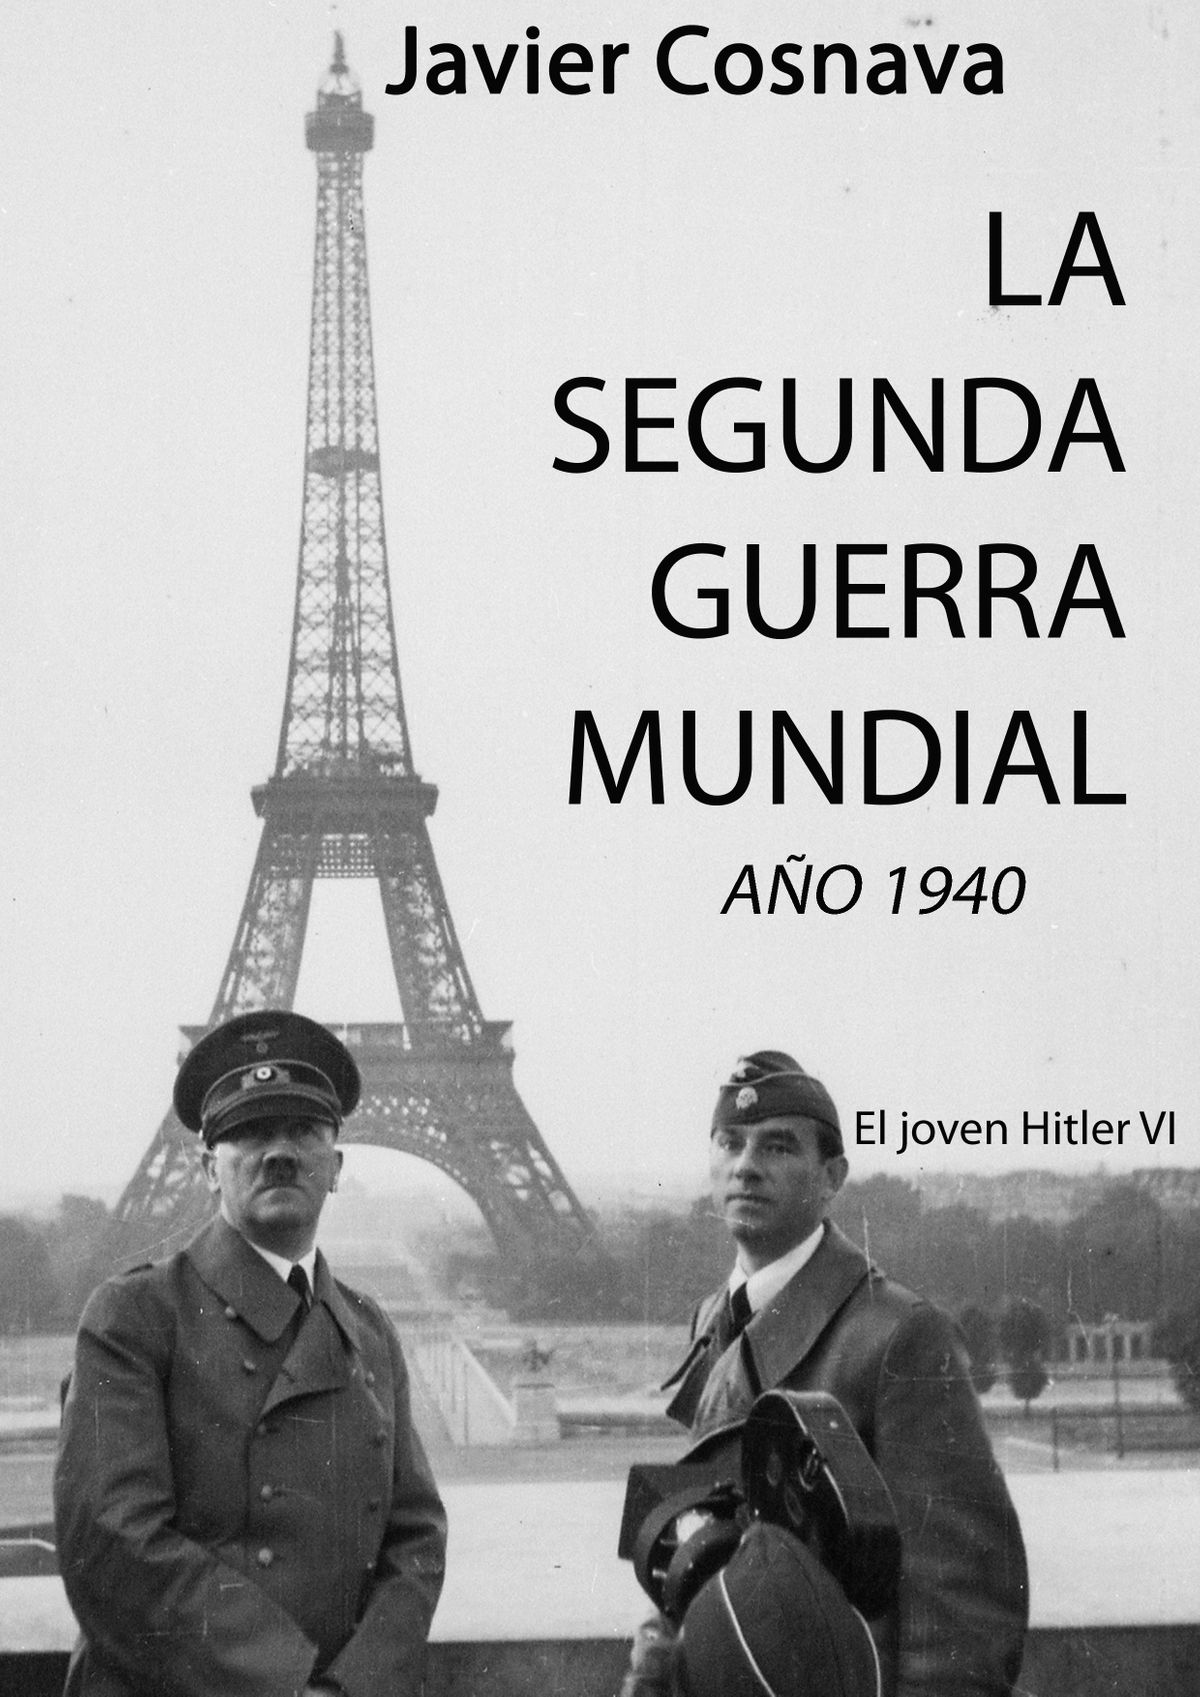 Javier Cosnava
LA
SEGUNDA
GUERRA
MUNDIAL
AÑO 1940
El joven Hitler VI